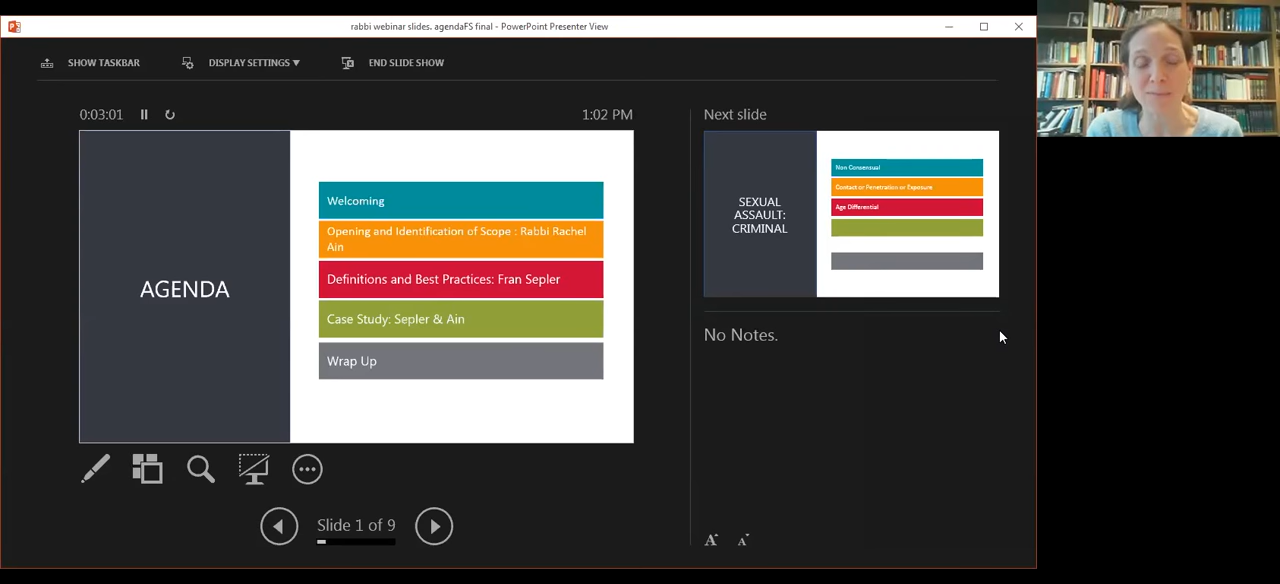 rabbi webinar slides. agendaFS final - PowerPoint Presenter View
SHOW TASKBAR
DISPLAY SETTINGS ▼
END SLIDE SHOW
0:03:01
1:02 PM
AGENDA
Welcoming
Opening and Identification of Scope : Rabbi Rachel
Ain
Definitions and Best Practices: Fran Sepler
Case Study: Sepler & Ain
Wrap Up
Slide 1 of 9
Next slide
SEXUAL
ASSAULT:
CRIMINAL
Non Consensual
Contact or Penetration or Exposure
Age Differential
No Notes.
A
A